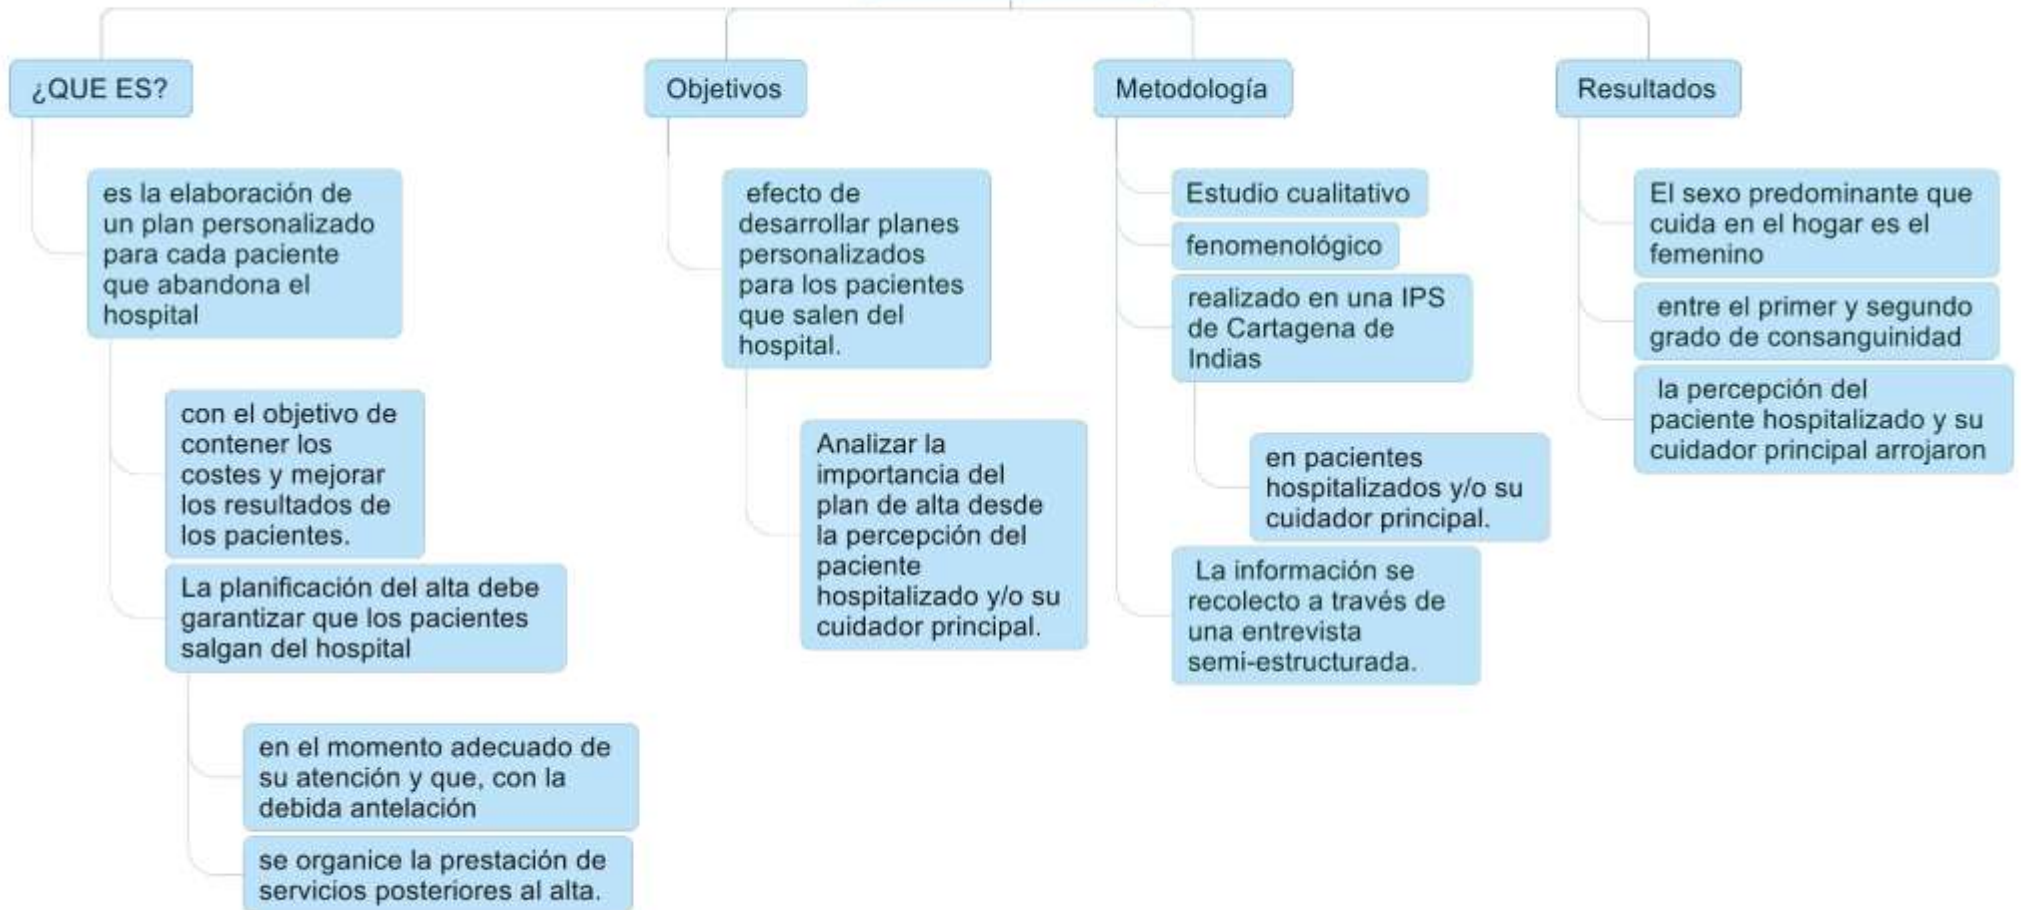 ¿QUE ES?
es la elaboración de
un plan personalizado
para cada paciente
que abandona el
hospital
con el objetivo de
contener los
costes y mejorar
los resultados de
los pacientes.
La planificación del alta debe
garantizar que los pacientes
salgan del hospital
en el momento adecuado de
su atención y que, con la
debida antelación
se organice la prestación de
servicios posteriores al alta.
Objetivos
efecto de
desarrollar planes
personalizados
para los pacientes
que salen del
hospital.
Analizar la
importancia del
plan de alta desde
la percepción del
paciente
hospitalizado y/o su
cuidador principal.
Metodología
Estudio cualitativo
fenomenológico
realizado en una IPS
de Cartagena de
Indias
en pacientes
hospitalizados y/o su
cuidador principal.
La información se
recolecto a través de
una entrevista
semi-estructurada.
Resultados
El sexo predominante que
cuida en el hogar es el
femenino
entre el primer y segundo
grado de consanguinidad
la percepción del
paciente hospitalizado y su
cuidador principal arrojaron